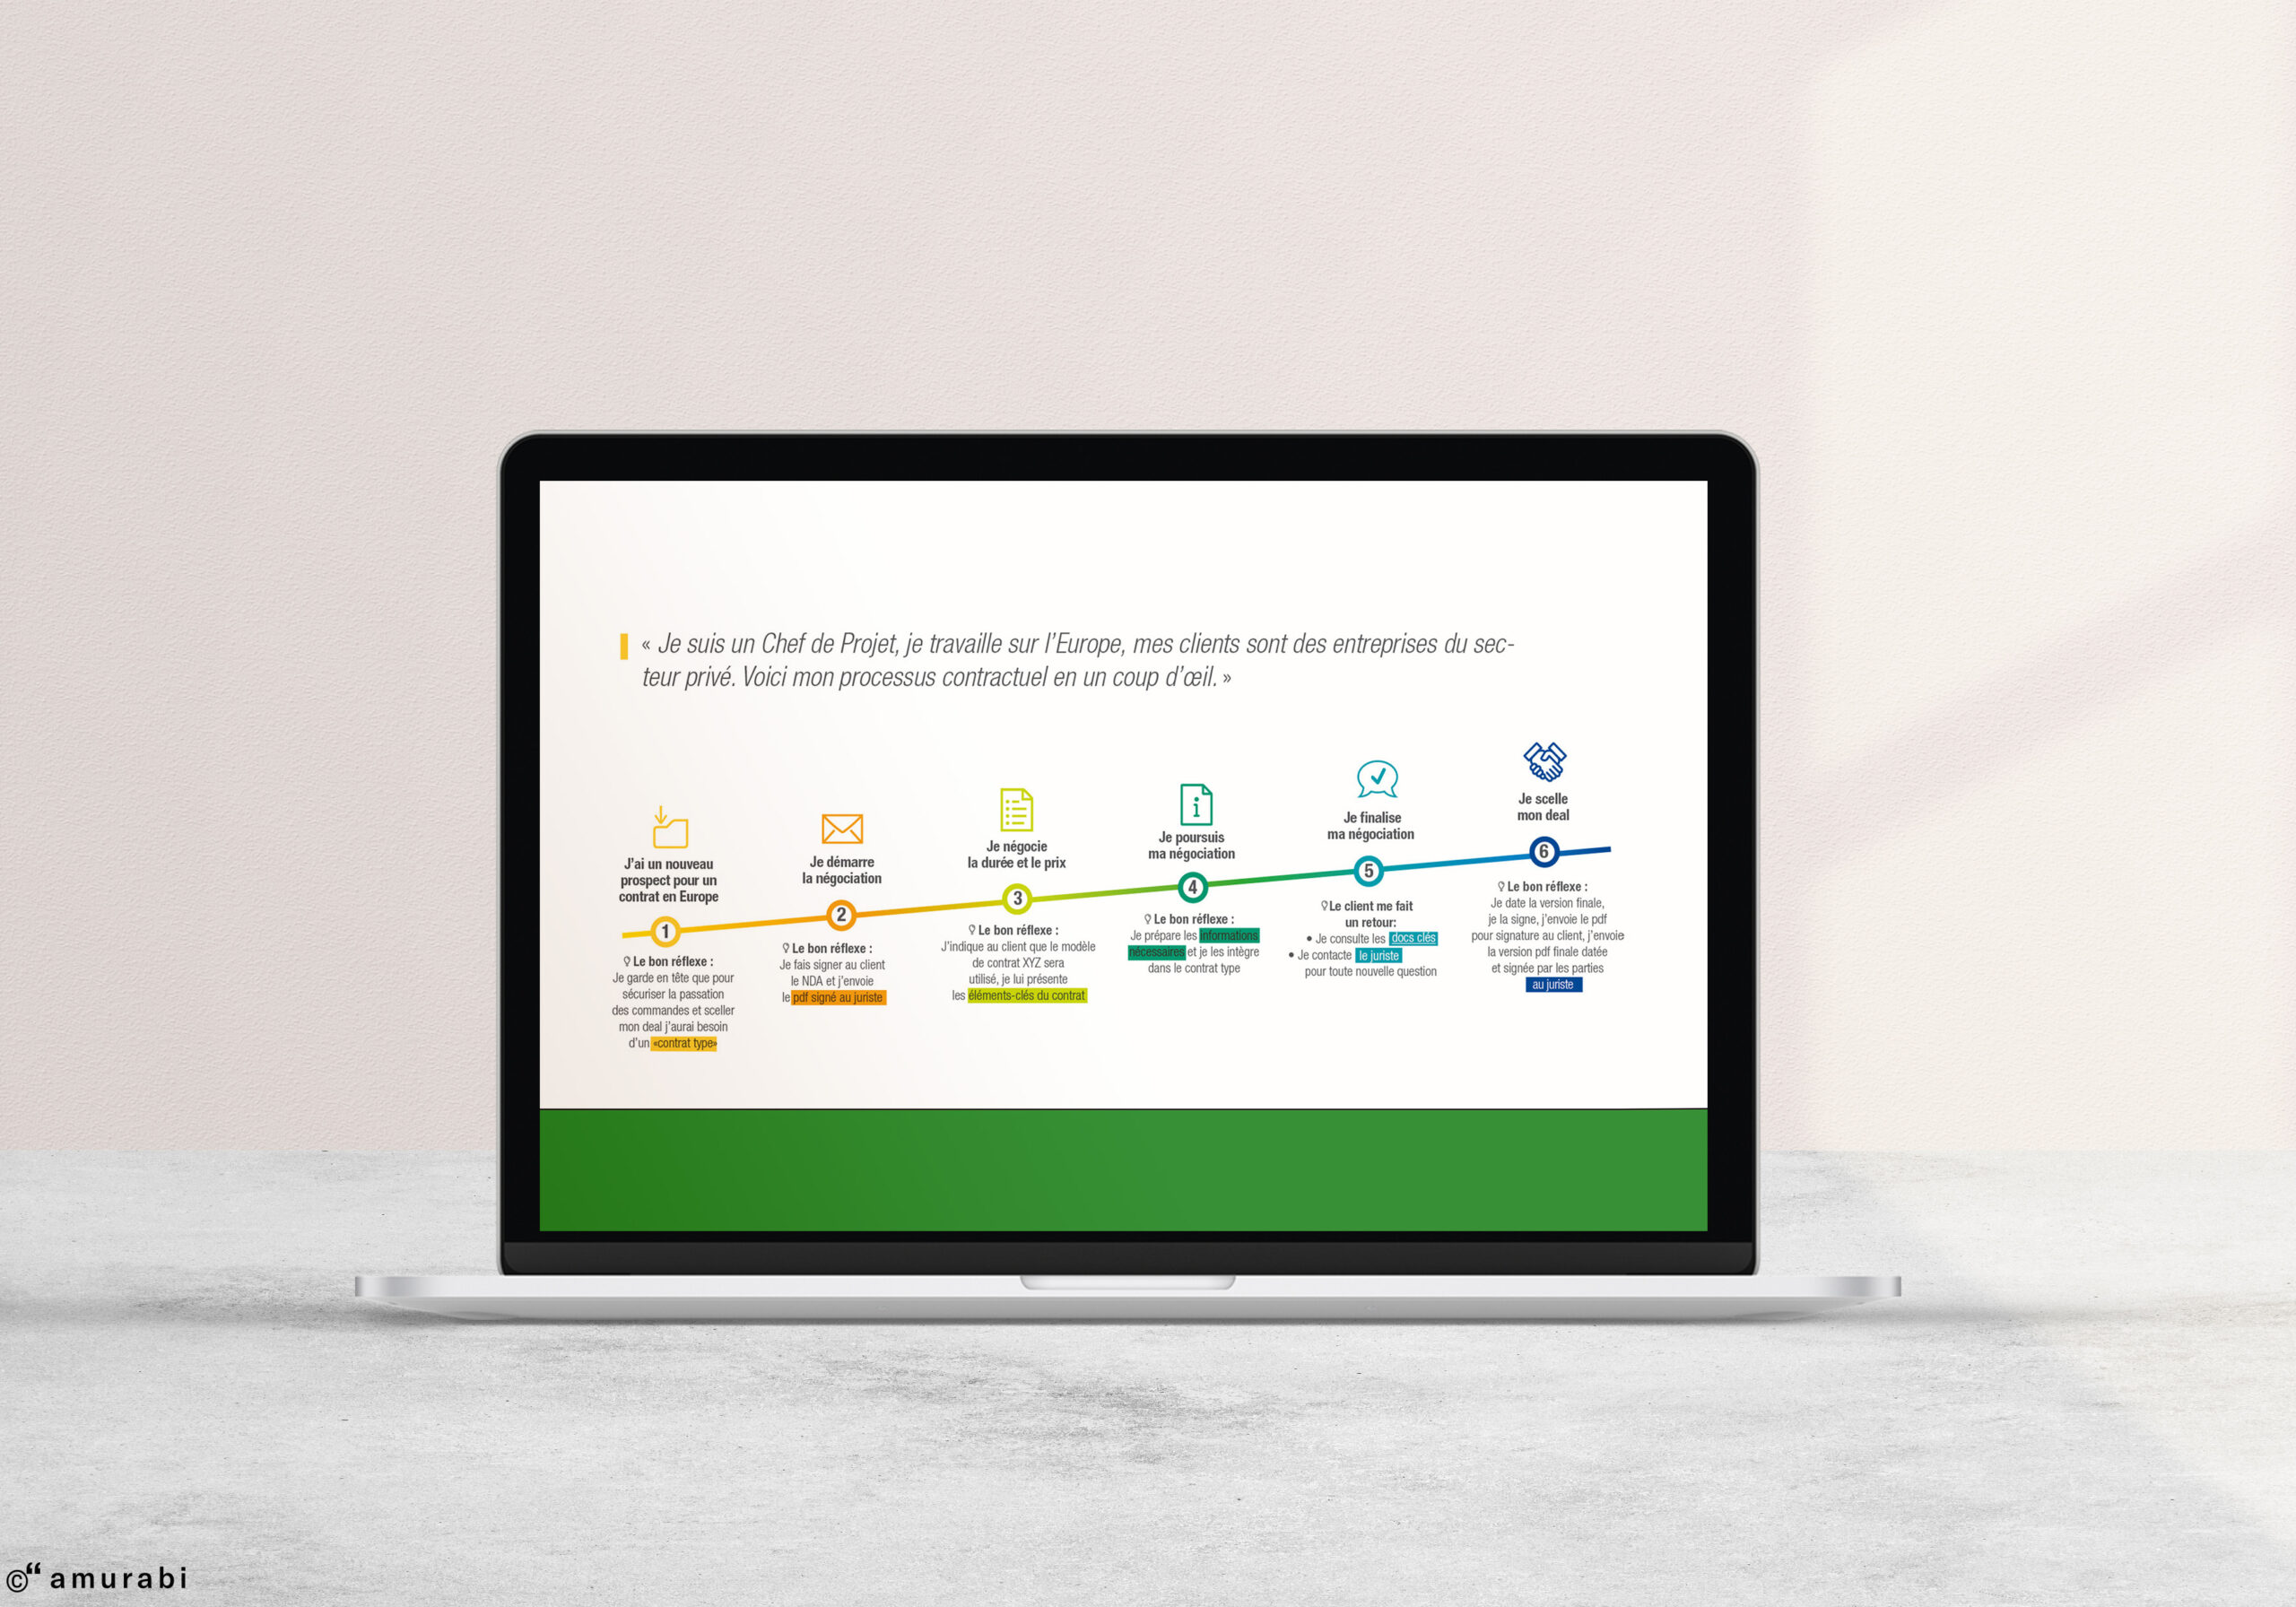 « Je suis un Chef de Projet, je travaille sur l'Europe, mes clients sont des entreprises du sec-
teur privé. Voici mon processus contractuel en un coup d'œil. »
J'ai un nouveau
prospect pour un
contrat en Europe
1
Le bon réflexe :
Je garde en tête que pour
sécuriser la passation
des commandes et sceller
mon deal j'aurai besoin
d'un «contrat type»
Je démarre
la négociation
2
Le bon réflexe :
Je fais signer au client
le NDA et j'envoie
le pdf signé au juriste
Je négocie
la durée et le prix
3
Le bon réflexe :
J'indique au client que le modèle
de contrat XYZ sera
utilisé, je lui présente
les éléments-clés du contrat
Je poursuis
ma négociation
4
Le bon réflexe :
Je prépare les informations
nécessaires et je les intègre
dans le contrat type
Je finalise
ma négociation
5
Le client me fait
un retour:
• Je consulte les docs clés
• Je contacte le juriste
pour toute nouvelle question
Je scelle
mon deal
6
Le bon réflexe :
Je date la version finale,
je la signe, j'envoie le pdf
pour signature au client, j'envoie
la version pdf finale datée
et signée par les parties
au juriste
©“ amurabi